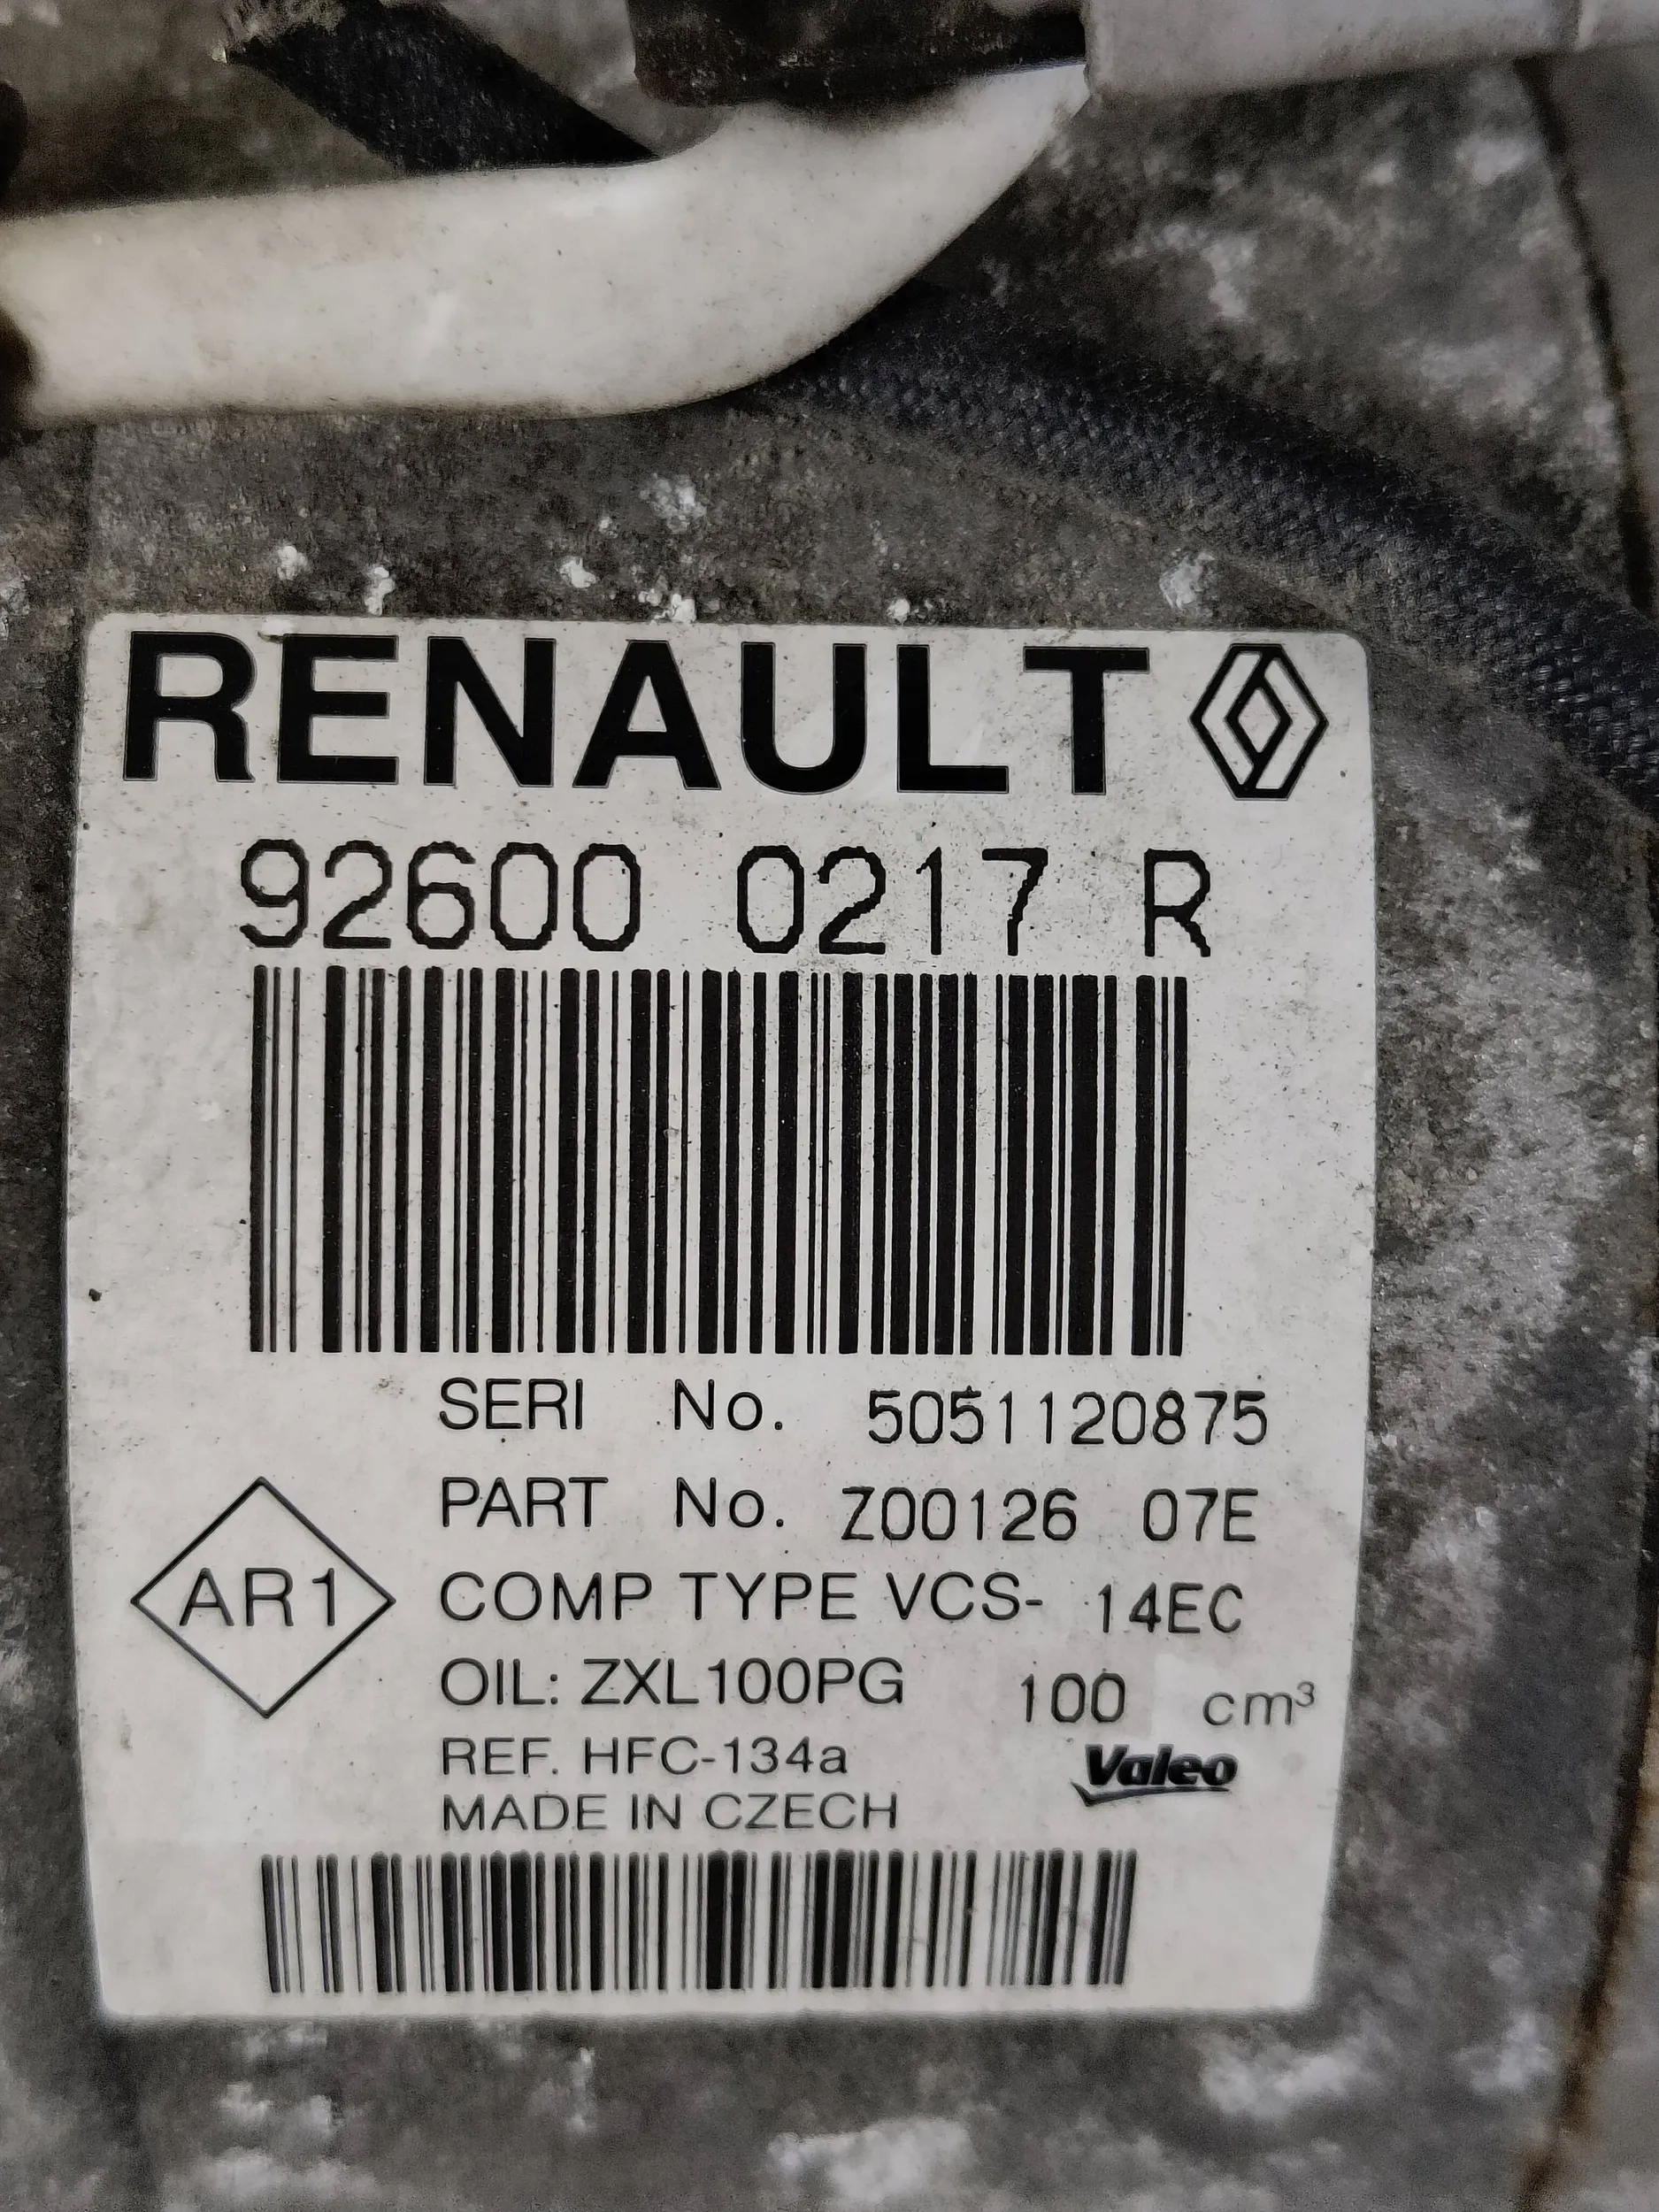 RENAULT
92600 0217 R
SERI No. 5051120875
PART No. Z00126 07E
AR1
COMP TYPE VCS- 14EC
OIL: ZXL100PG 100 cm³
REF. HFC-134a
Valeo
MADE IN CZECH